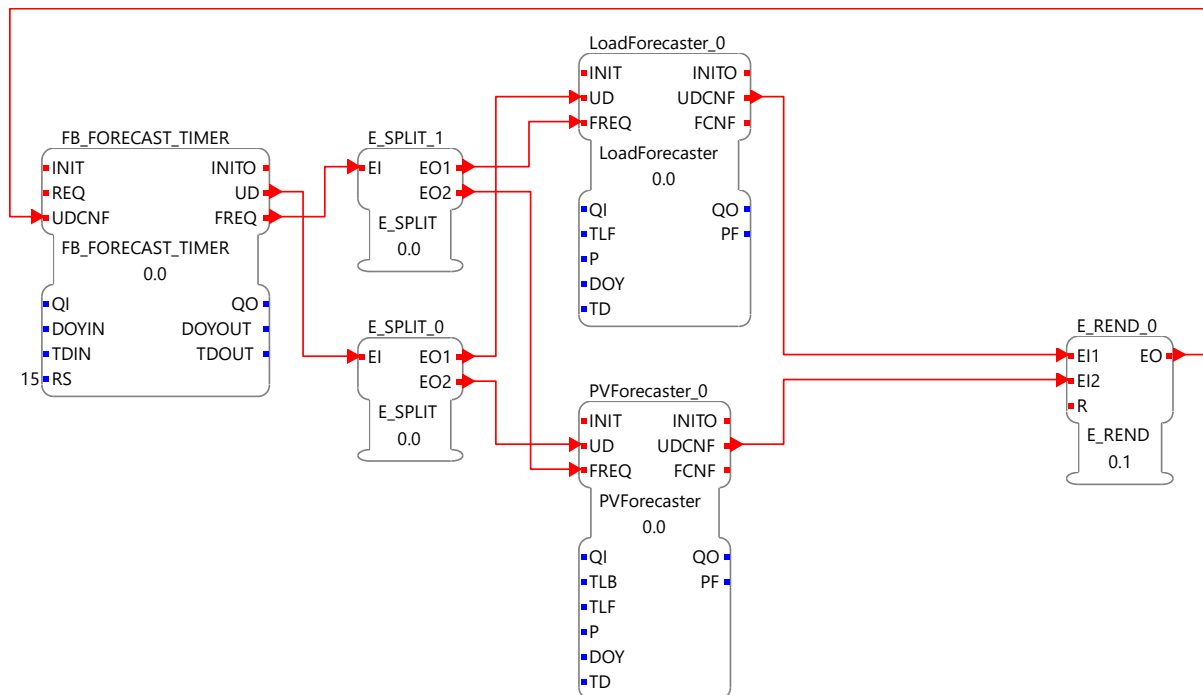 FB_FORECAST_TIMER
INIT INITO
REQ UD
UDCNF FREQ
FB_FORECAST_TIMER
0.0
QI QO
DOYIN DOYOUT
TDIN TDOUT
15 RS
E_SPLIT_1
EI EO1
EO2
E_SPLIT
0.0
E_SPLIT_0
EI EO1
EO2
E_SPLIT
0.0
LoadForecaster_0
INIT INITO
UD UDCNF
FREQ FCNF
LoadForecaster
0.0
QI QO
TLF PF
P
DOY
TD
PVForecaster_0
INIT INITO
UD UDCNF
FREQ FCNF
PVForecaster
0.0
QI QO
TLB PF
TLF
P
DOY
TD
E_REND_0
EI1 EO
EI2
R
E_REND
0.1